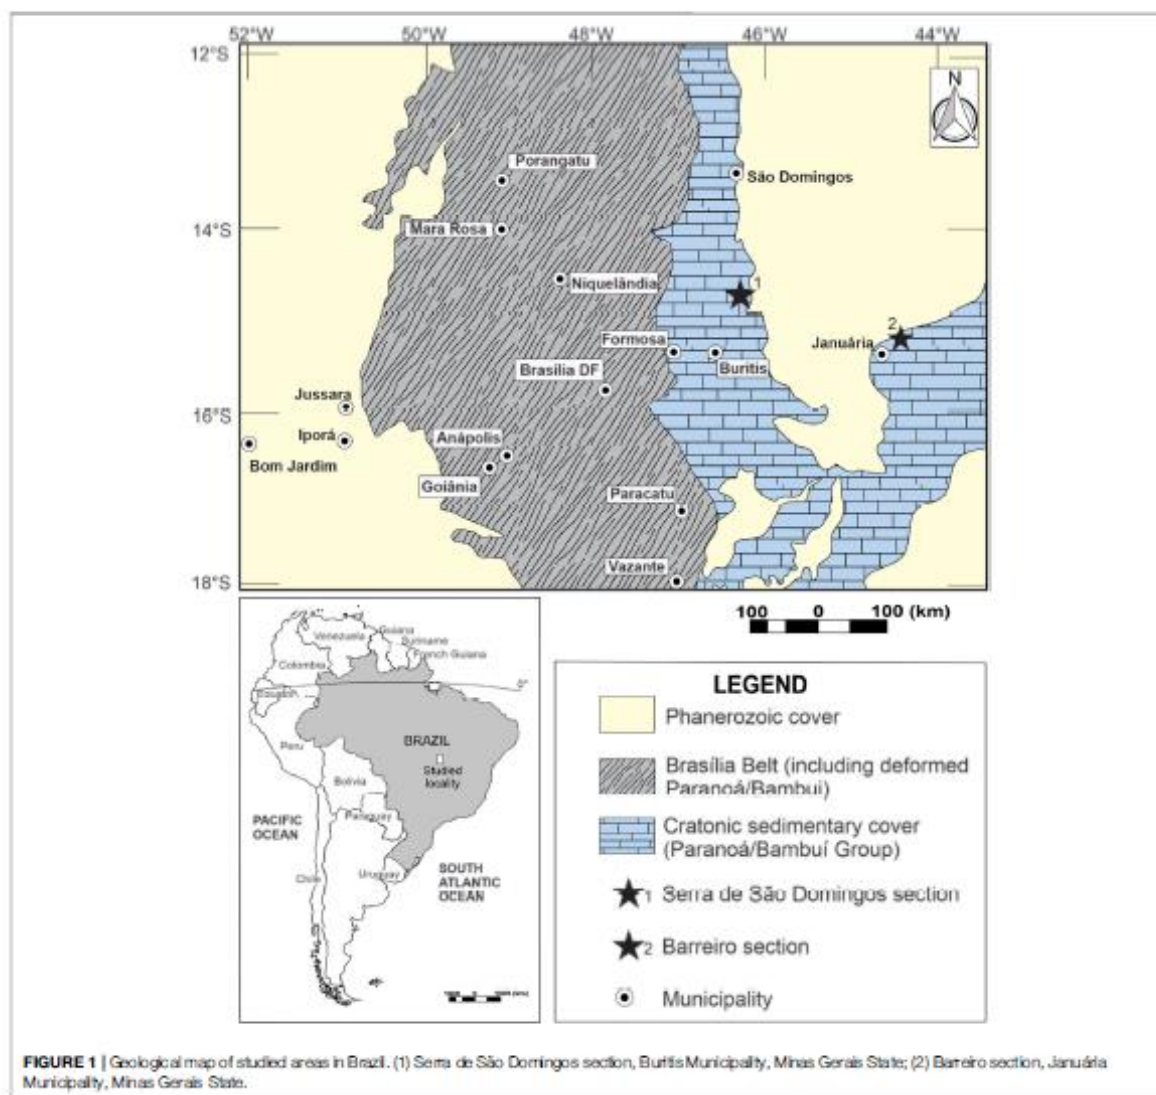 52°W 50°W 48°W 46°W 44°W
12°S
N
Porangatu
São Domingos
14°S
Mara Rosa
Niquelândia
1
2
Formosa
Januária
Brasília DF
Buritis
Jussara
16°S
Iporá
Anápolis
Bom Jardim
Goiânia
Paracatu
Vazante
18°S
100 0 100 (km)
Venezuela
Guiana
Suriname
French Guiana
Colombia
0°
Peru
BRAZIL
Studied
locality
Bolivia
Paraguay
PACIFIC
OCEAN
Chile
Uruguay
SOUTH
ATLANTIC
OCEAN
LEGEND
Phanerozoic cover
Brasília Belt (including deformed
Paranoá/Bambuí)
Cratonic sedimentary cover
(Paranoá/Bambuí Group)
1 Serra de São Domingos section
2 Barreiro section
Municipality
FIGURE 1 | Geological map of studied areas in Brazil. (1) Serra de São Domingos section, Buritis Municipality, Minas Gerais State; (2) Barreiro section, Januária
Municipality, Minas Gerais State.